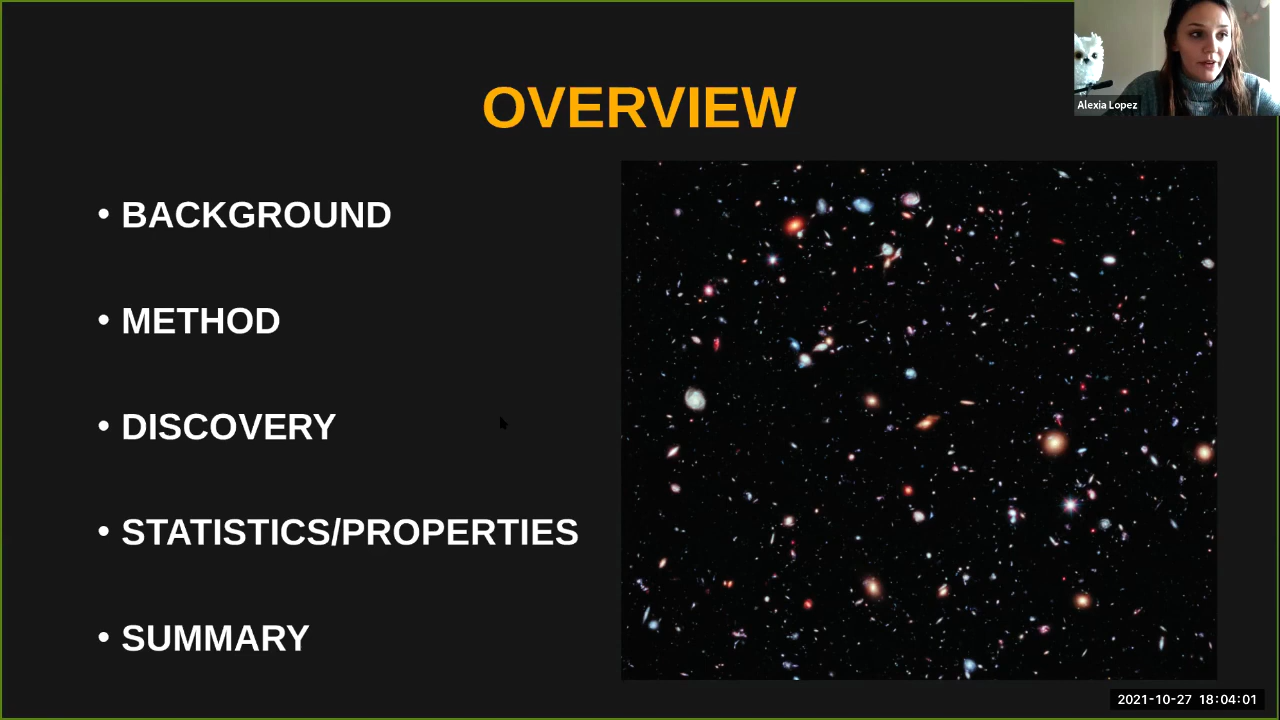 Alexia Lopez
OVERVIEW
• BACKGROUND
• METHOD
• DISCOVERY
• STATISTICS/PROPERTIES
• SUMMARY
2021-10-27 18:04:01